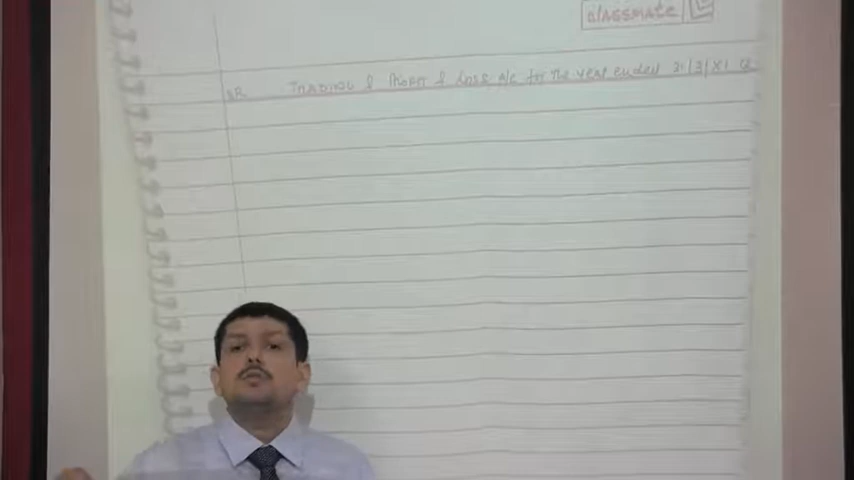 classmate
DR. TRADING & PROFIT & LOSS A/C for the year ended 31/3/X1 CR